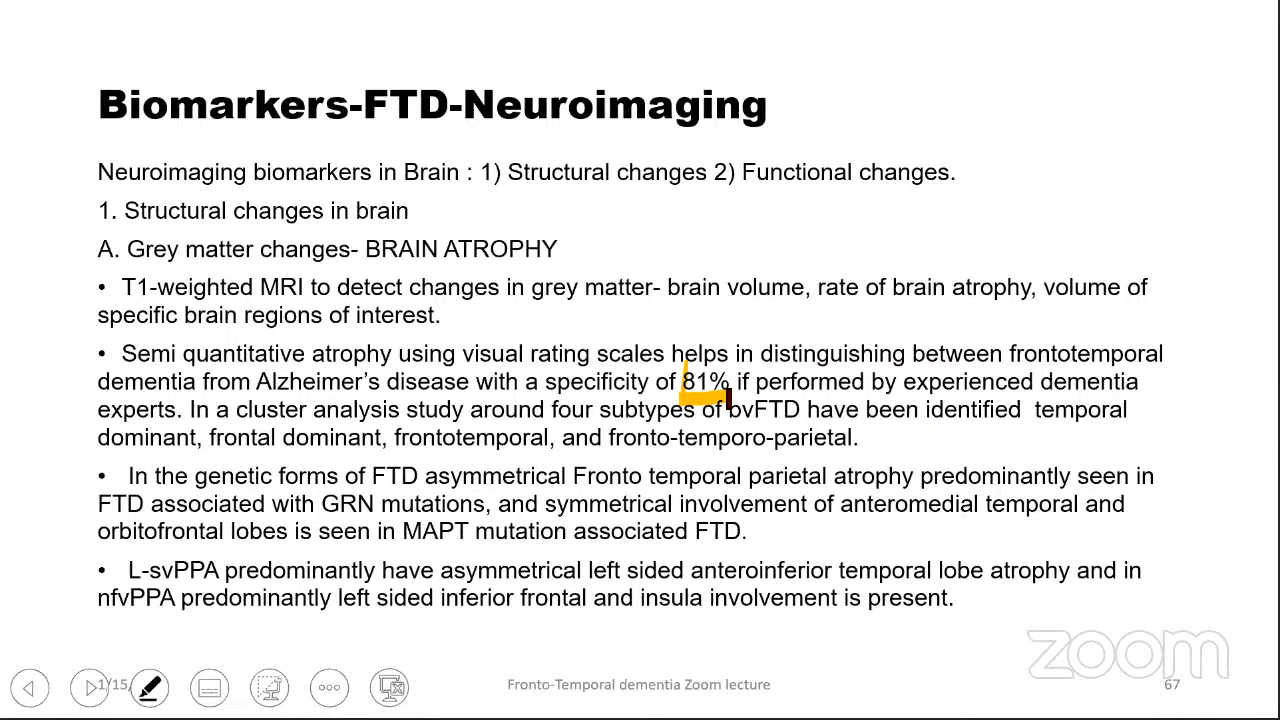 Biomarkers-FTD-Neuroimaging
Neuroimaging biomarkers in Brain : 1) Structural changes 2) Functional changes.
1. Structural changes in brain
A. Grey matter changes- BRAIN ATROPHY
• T1-weighted MRI to detect changes in grey matter- brain volume, rate of brain atrophy, volume of
specific brain regions of interest.
• Semi quantitative atrophy using visual rating scales helps in distinguishing between frontotemporal
dementia from Alzheimer’s disease with a specificity of 81% if performed by experienced dementia
experts. In a cluster analysis study around four subtypes of bvFTD have been identified temporal
dominant, frontal dominant, frontotemporal, and fronto-temporo-parietal.
• In the genetic forms of FTD asymmetrical Fronto temporal parietal atrophy predominantly seen in
FTD associated with GRN mutations, and symmetrical involvement of anteromedial temporal and
orbitofrontal lobes is seen in MAPT mutation associated FTD.
• L-svPPA predominantly have asymmetrical left sided anteroinferior temporal lobe atrophy and in
nfvPPA predominantly left sided inferior frontal and insula involvement is present.
zoom
1/15/
Fronto-Temporal dementia Zoom lecture
67